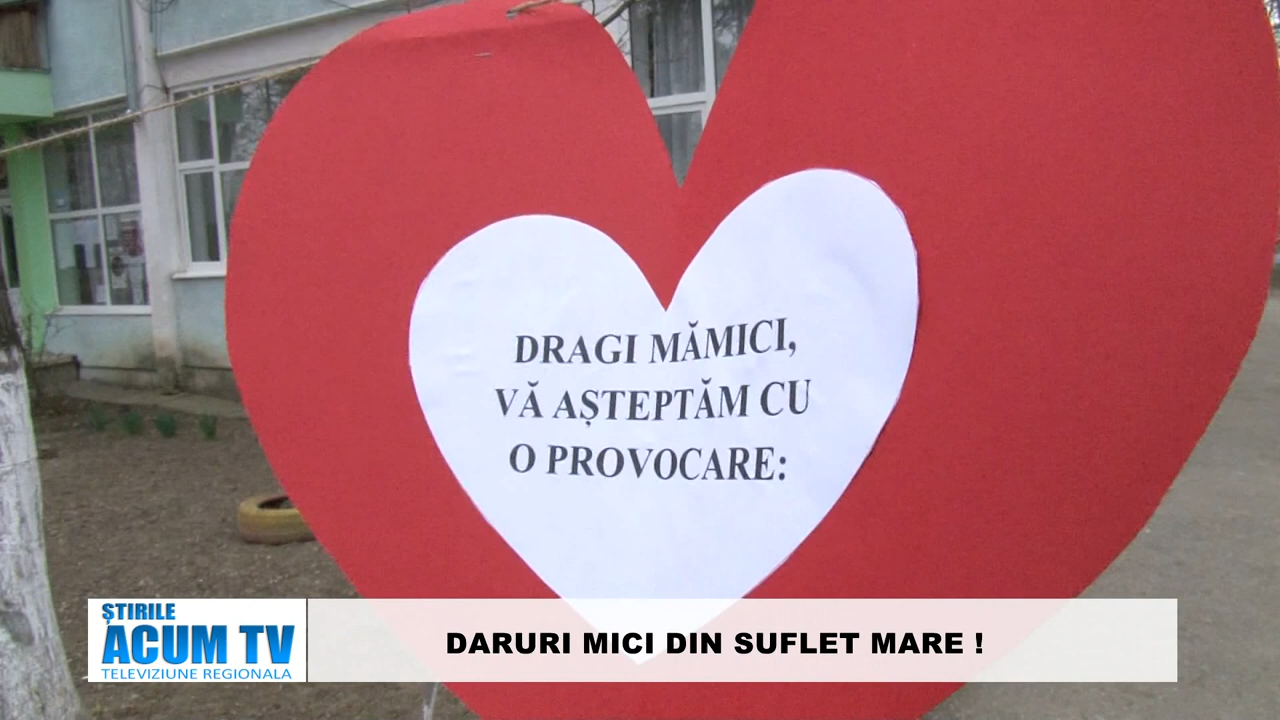 DRAGI MĂMICI,
VĂ AȘTEPTĂM CU
O PROVOCARE:
ȘTIRILE
ACUM TV
TELEVIZIUNE REGIONALA
DARURI MICI DIN SUFLET MARE !